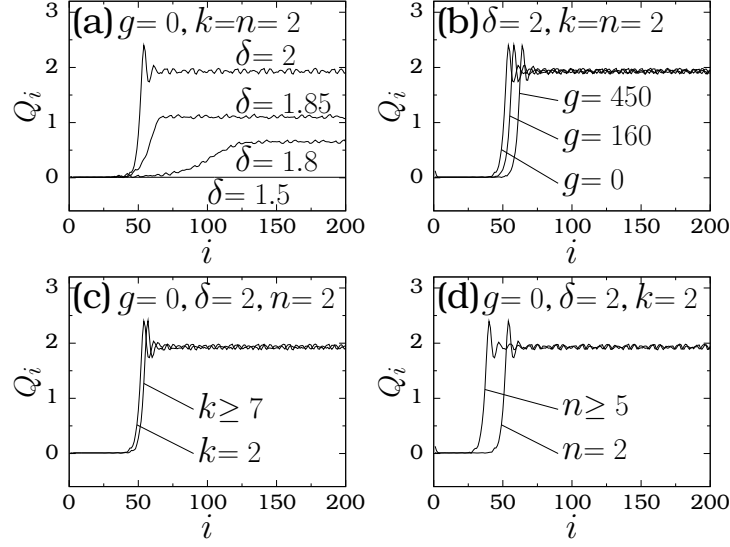 (a) g= 0, k=n= 2
δ= 2
δ= 1.85
δ= 1.8
δ= 1.5
Q_i
3
2
1
0
0 50 100 150 200
i
(b) δ= 2, k=n= 2
g= 450
g= 160
g= 0
Q_i
3
2
1
0
0 50 100 150 200
i
(c) g= 0, δ= 2, n= 2
k≥ 7
k= 2
Q_i
3
2
1
0
0 50 100 150 200
i
(d) g= 0, δ= 2, k= 2
n≥ 5
n= 2
Q_i
3
2
1
0
0 50 100 150 200
i